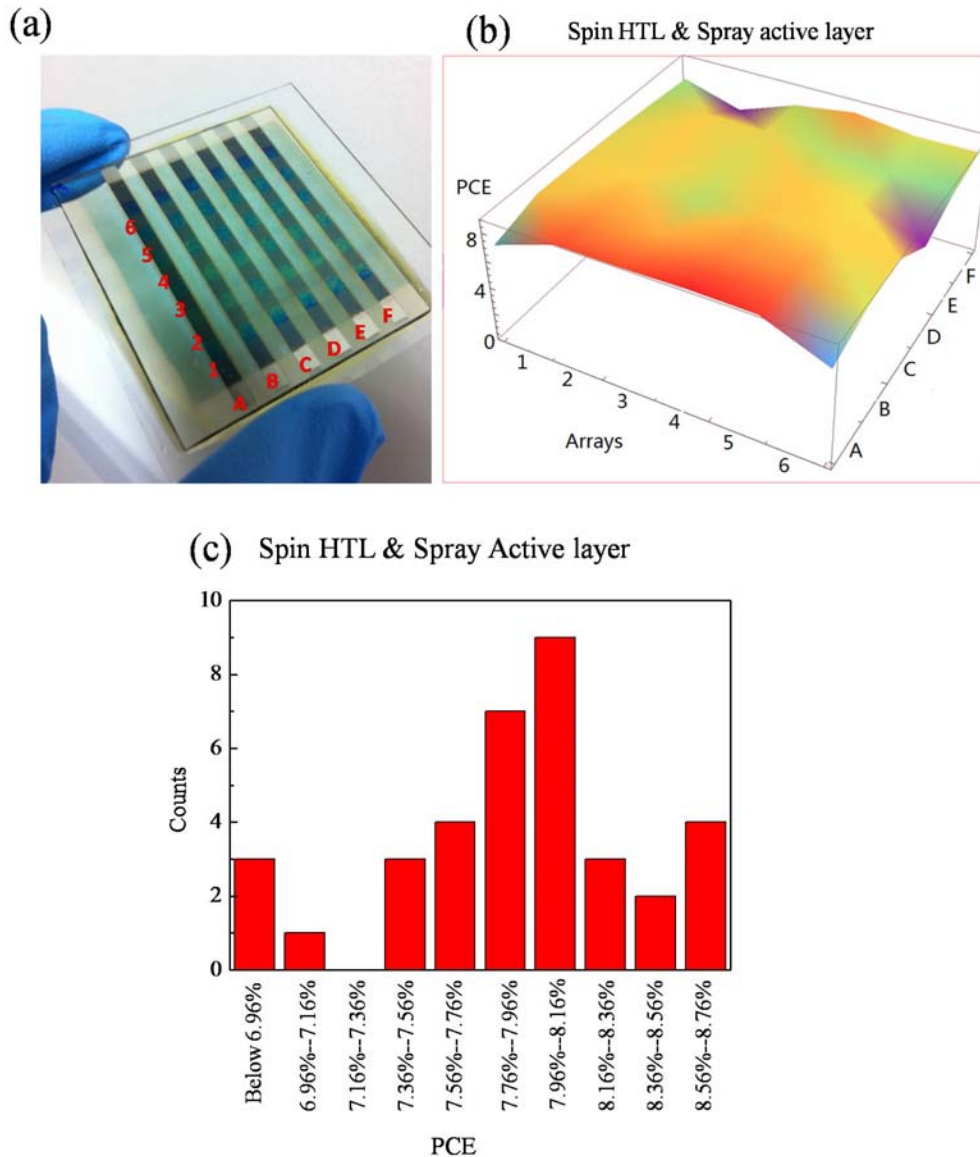 (a)
6
5
4
3
2
1
A
B
C
D
E
F
(b) Spin HTL & Spray active layer
PCE
8
4
0
1
2
3
4
5
6
Arrays
A
B
C
D
E
F
(c) Spin HTL & Spray Active layer
10
8
6
4
2
0
Counts
Below 6.96%
6.96%--7.16%
7.16%--7.36%
7.36%--7.56%
7.56%--7.76%
7.76%--7.96%
7.96%--8.16%
8.16%--8.36%
8.36%--8.56%
8.56%--8.76%
PCE